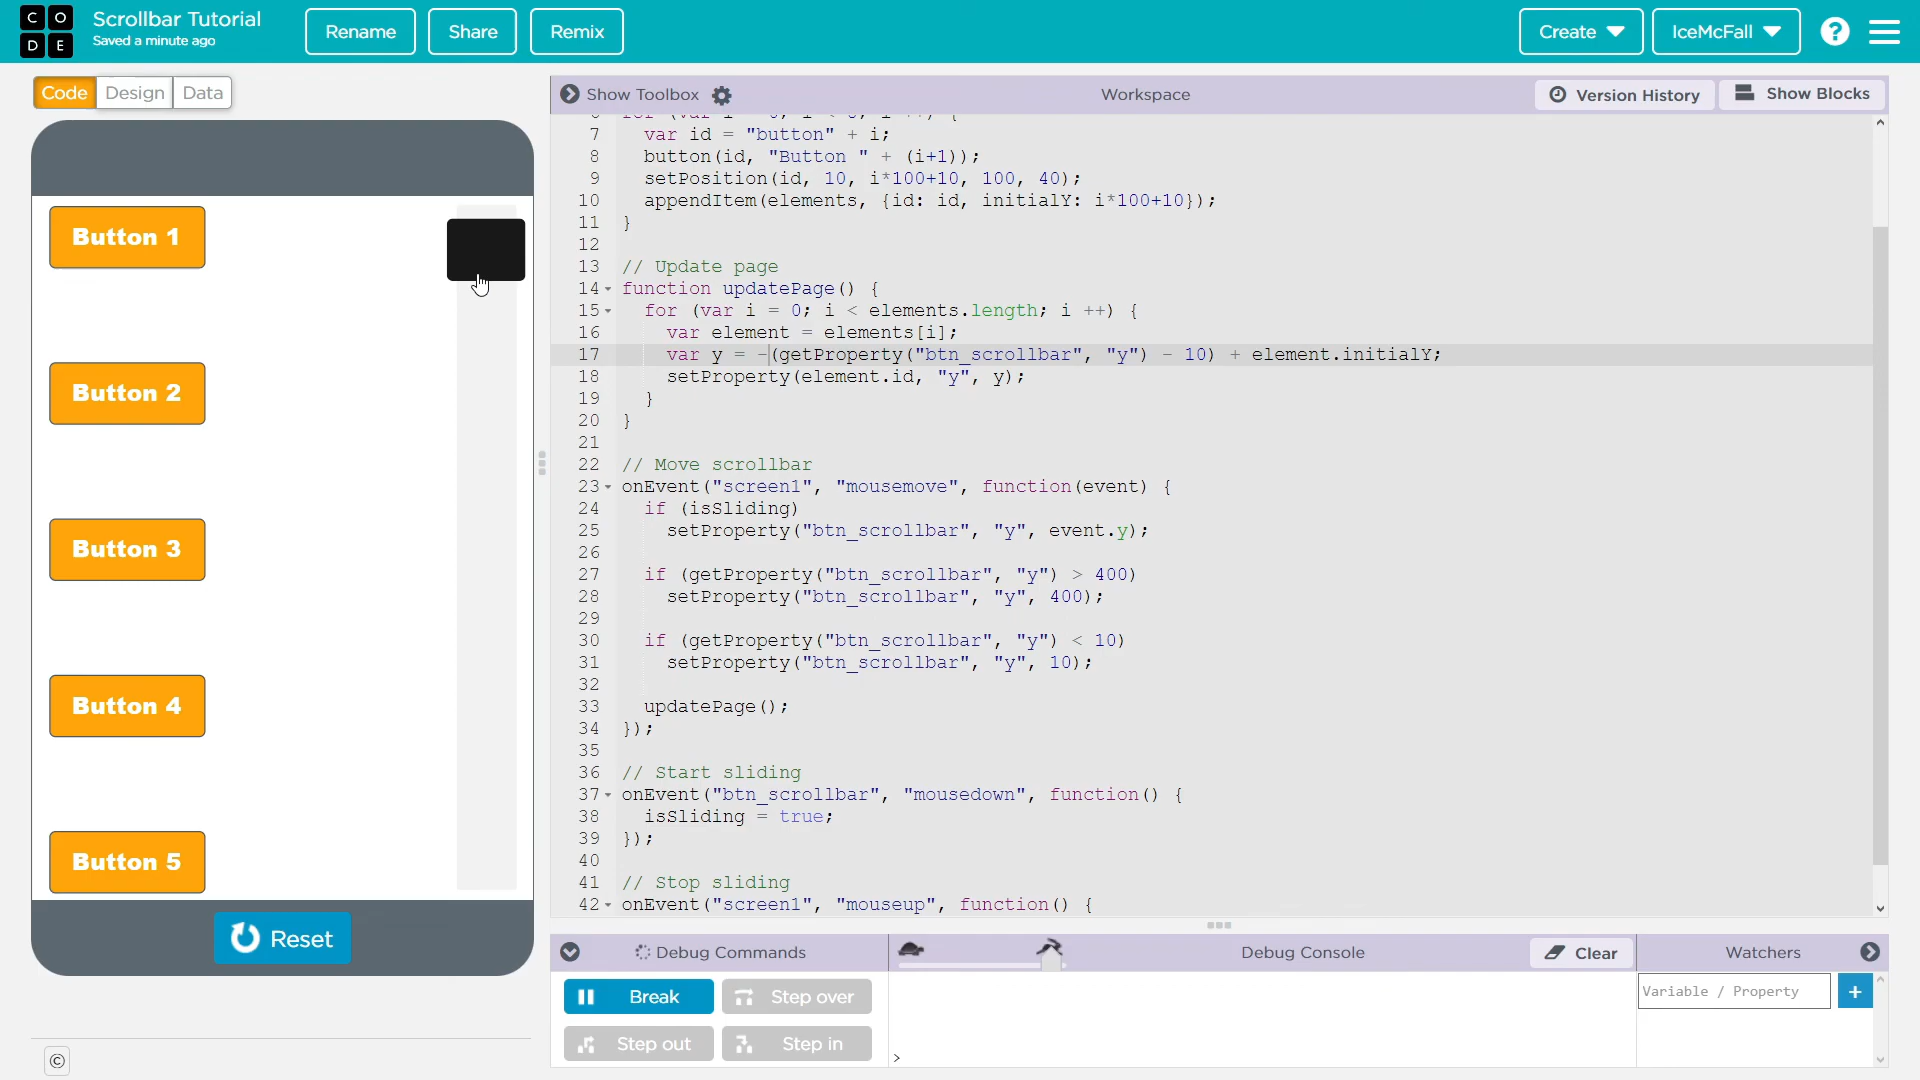 C O D E
Scrollbar Tutorial
Saved a minute ago
Rename
Share
Remix
Create
IceMcFall
?
Code
Design
Data
Show Toolbox
Workspace
Version History
Show Blocks
Button 1
Button 2
Button 3
Button 4
Button 5
Reset
©
7 var id = "button" + i;
8 button(id, "Button " + (i+1));
9 setPosition(id, 10, i*100+10, 100, 40);
10 appendItem(elements, {id: id, initialY: i*100+10});
11 }
12
13 // Update page
14 function updatePage() {
15 for (var i = 0; i < elements.length; i ++) {
16 var element = elements[i];
17 var y = -(getProperty("btn_scrollbar", "y") - 10) + element.initialY;
18 setProperty(element.id, "y", y);
19 }
20 }
21
22 // Move scrollbar
23 onEvent("screen1", "mousemove", function(event) {
24 if (isSliding)
25 setProperty("btn_scrollbar", "y", event.y);
26
27 if (getProperty("btn_scrollbar", "y") > 400)
28 setProperty("btn_scrollbar", "y", 400);
29
30 if (getProperty("btn_scrollbar", "y") < 10)
31 setProperty("btn_scrollbar", "y", 10);
32
33 updatePage();
34 });
35
36 // Start sliding
37 onEvent("btn_scrollbar", "mousedown", function() {
38 isSliding = true;
39 });
40
41 // Stop sliding
42 onEvent("screen1", "mouseup", function() {
Debug Commands
Debug Console
Clear
Watchers
Break
Step over
Step out
Step in
>
Variable / Property
+